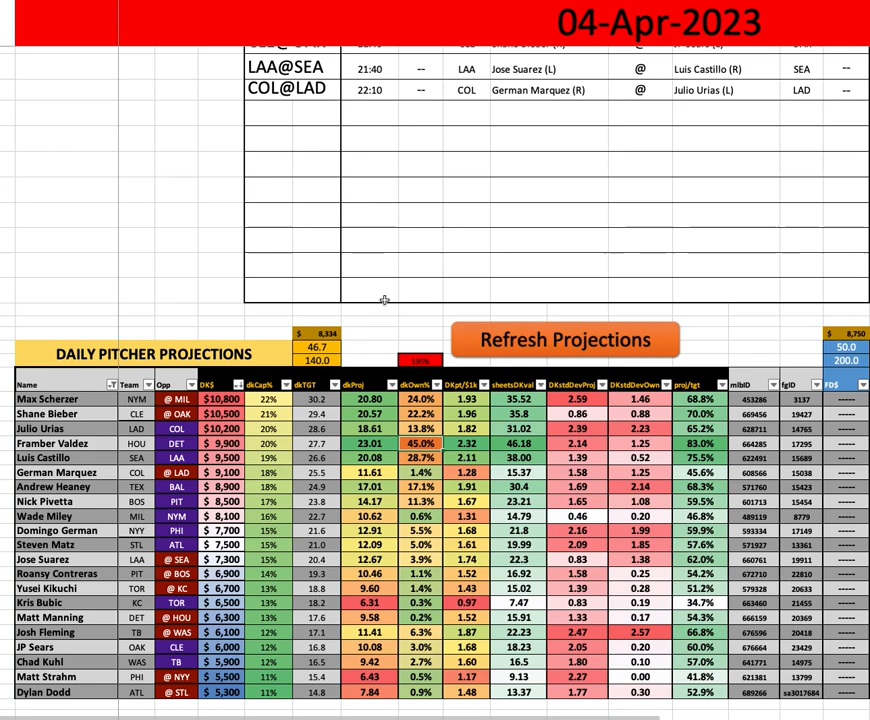 04-Apr-2023
LAA@SEA 21:40 -- LAA Jose Suarez (L) @ Luis Castillo (R) SEA --
COL@LAD 22:10 -- COL German Marquez (R) @ Julio Urias (L) LAD --
$ 8,334 $ 8,750
DAILY PITCHER PROJECTIONS 46.7 Refresh Projections 50.0
140.0 195% 200.0
Name Team Opp DK$ dkCap% dkTGT dkProj dkOwn% DKpt/$1k sheetsDKval DKstdDevProj DKstdDevOwn proj/tgt mlbID fgID FD$
Max Scherzer NYM @ MIL $10,800 22% 30.2 20.80 24.0% 1.93 35.52 2.59 1.46 68.8% 453286 3137 -----
Shane Bieber CLE @ OAK $10,500 21% 29.4 20.57 22.2% 1.96 35.8 0.86 0.88 70.0% 669456 19427 -----
Julio Urias LAD COL $10,200 20% 28.6 18.61 13.8% 1.82 31.02 2.39 2.23 65.2% 628711 14765 -----
Framber Valdez HOU DET $ 9,900 20% 27.7 23.01 45.0% 2.32 46.18 2.14 1.25 83.0% 664285 17295 -----
Luis Castillo SEA LAA $ 9,500 19% 26.6 20.08 28.7% 2.11 38.00 1.39 0.52 75.5% 622491 15689 -----
German Marquez COL @ LAD $ 9,100 18% 25.5 11.61 1.4% 1.28 15.37 1.58 1.25 45.6% 608566 15038 -----
Andrew Heaney TEX BAL $ 8,900 18% 24.9 17.01 17.1% 1.91 30.4 1.69 2.14 68.3% 571760 15423 -----
Nick Pivetta BOS PIT $ 8,500 17% 23.8 14.17 11.3% 1.67 23.21 1.65 1.08 59.5% 601713 15454 -----
Wade Miley MIL NYM $ 8,100 16% 22.7 10.62 0.6% 1.31 14.79 0.46 0.20 46.8% 489119 8779 -----
Domingo German NYY PHI $ 7,700 15% 21.6 12.91 5.5% 1.68 21.8 2.16 1.99 59.9% 593334 17149 -----
Steven Matz STL ATL $ 7,500 15% 21.0 12.09 5.0% 1.61 19.99 2.09 1.85 57.6% 571927 13361 -----
Jose Suarez LAA @ SEA $ 7,300 15% 20.4 12.67 3.9% 1.74 22.3 0.83 1.38 62.0% 660761 19911 -----
Roansy Contreras PIT @ BOS $ 6,900 14% 19.3 10.46 1.1% 1.52 16.92 1.58 0.25 54.2% 672710 22810 -----
Yusei Kikuchi TOR @ KC $ 6,700 13% 18.8 9.60 1.4% 1.43 15.02 1.39 0.28 51.2% 579328 20633 -----
Kris Bubic KC TOR $ 6,500 13% 18.2 6.31 0.3% 0.97 7.47 0.83 0.19 34.7% 663460 21455 -----
Matt Manning DET @ HOU $ 6,300 13% 17.6 9.58 0.2% 1.52 15.91 1.33 0.17 54.3% 666159 20369 -----
Josh Fleming TB @ WAS $ 6,100 12% 17.1 11.41 6.3% 1.87 22.23 2.47 2.57 66.8% 676596 20418 -----
JP Sears OAK CLE $ 6,000 12% 16.8 10.08 3.0% 1.68 18.23 2.05 0.20 60.0% 676664 23429 -----
Chad Kuhl WAS TB $ 5,900 12% 16.5 9.42 2.7% 1.60 16.5 1.80 0.10 57.0% 641771 14975 -----
Matt Strahm PHI @ NYY $ 5,500 11% 15.4 6.43 0.5% 1.17 9.13 2.27 0.00 41.8% 621381 13799 -----
Dylan Dodd ATL @ STL $ 5,300 11% 14.8 7.84 0.9% 1.48 13.37 1.77 0.30 52.9% 689266 sa3017684 -----